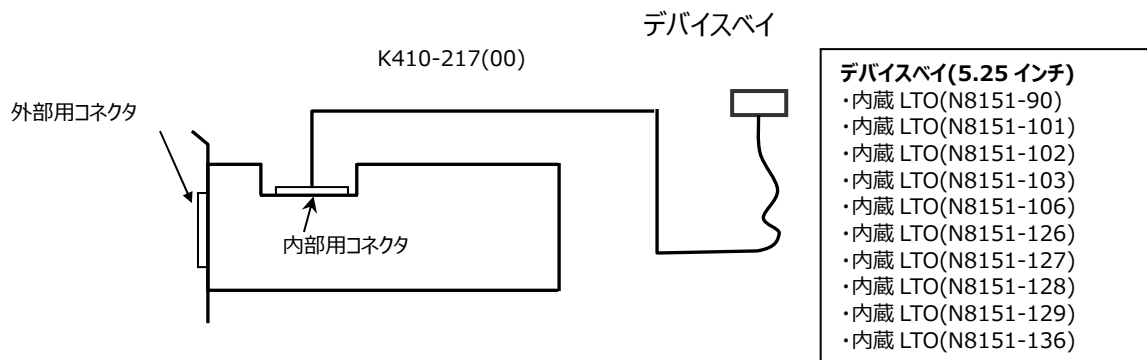 デバイスベイ
K410-217(00)
外部用コネクタ
内部用コネクタ
デバイスベイ(5.25 インチ)
・内蔵 LTO(N8151-90)
・内蔵 LTO(N8151-101)
・内蔵 LTO(N8151-102)
・内蔵 LTO(N8151-103)
・内蔵 LTO(N8151-106)
・内蔵 LTO(N8151-126)
・内蔵 LTO(N8151-127)
・内蔵 LTO(N8151-128)
・内蔵 LTO(N8151-129)
・内蔵 LTO(N8151-136)